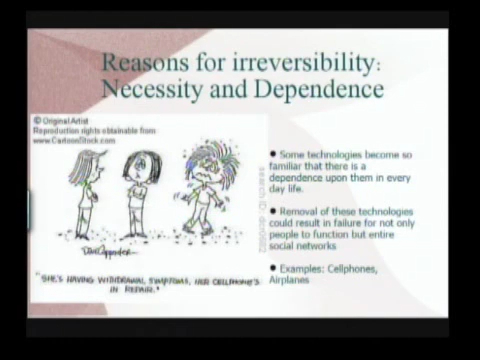 Reasons for irreversibility:
Necessity and Dependence
© Original Artist
Reproduction rights obtainable from
www.CartoonStock.com
● Some technologies become so
familiar that there is a
dependence upon them in every
day life.
● Removal of these technologies
could result in failure for not only
people to function but entire
social networks
● Examples: Cellphones,
Airplanes
search ID:
"SHE'S HAVING WITHDRAWAL SYMPTOMS, HER CELLPHONE'S
IN REPAIR."